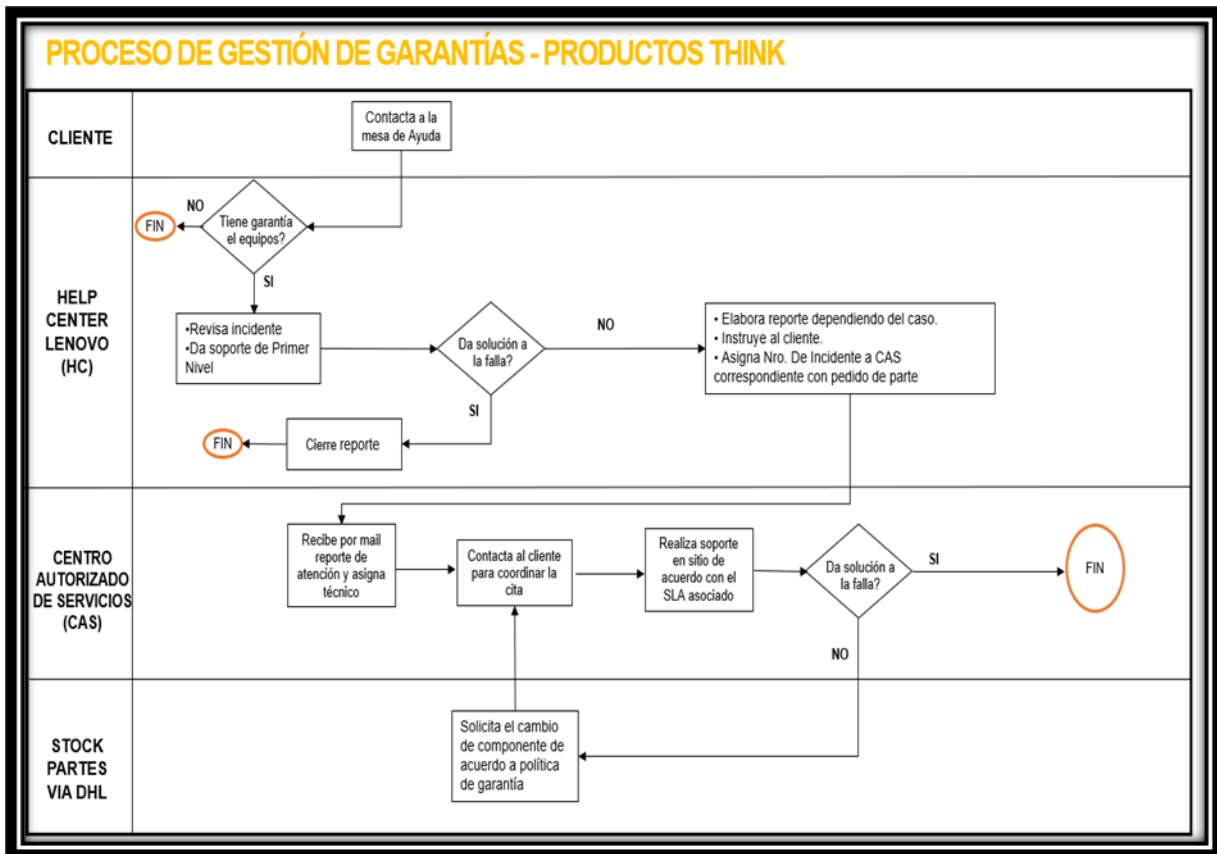 PROCESO DE GESTIÓN DE GARANTÍAS - PRODUCTOS THINK
CLIENTE
Contacta a la
mesa de Ayuda
HELP
CENTER
LENOVO
(HC)
Tiene garantía
el equipos?
NO
FIN
SI
•Revisa incidente
•Da soporte de Primer
Nivel
Da solución a
la falla?
NO
• Elabora reporte dependiendo del caso.
• Instruye al cliente.
• Asigna Nro. De Incidente a CAS
correspondiente con pedido de parte
SI
Cierre reporte
FIN
CENTRO
AUTORIZADO
DE SERVICIOS
(CAS)
Recibe por mail
reporte de
atención y asigna
técnico
Contacta al cliente
para coordinar la
cita
Realiza soporte
en sitio de
acuerdo con el
SLA asociado
Da solución a
la falla?
SI
FIN
NO
STOCK
PARTES
VIA DHL
Solicita el cambio
de componente de
acuerdo a política
de garantía